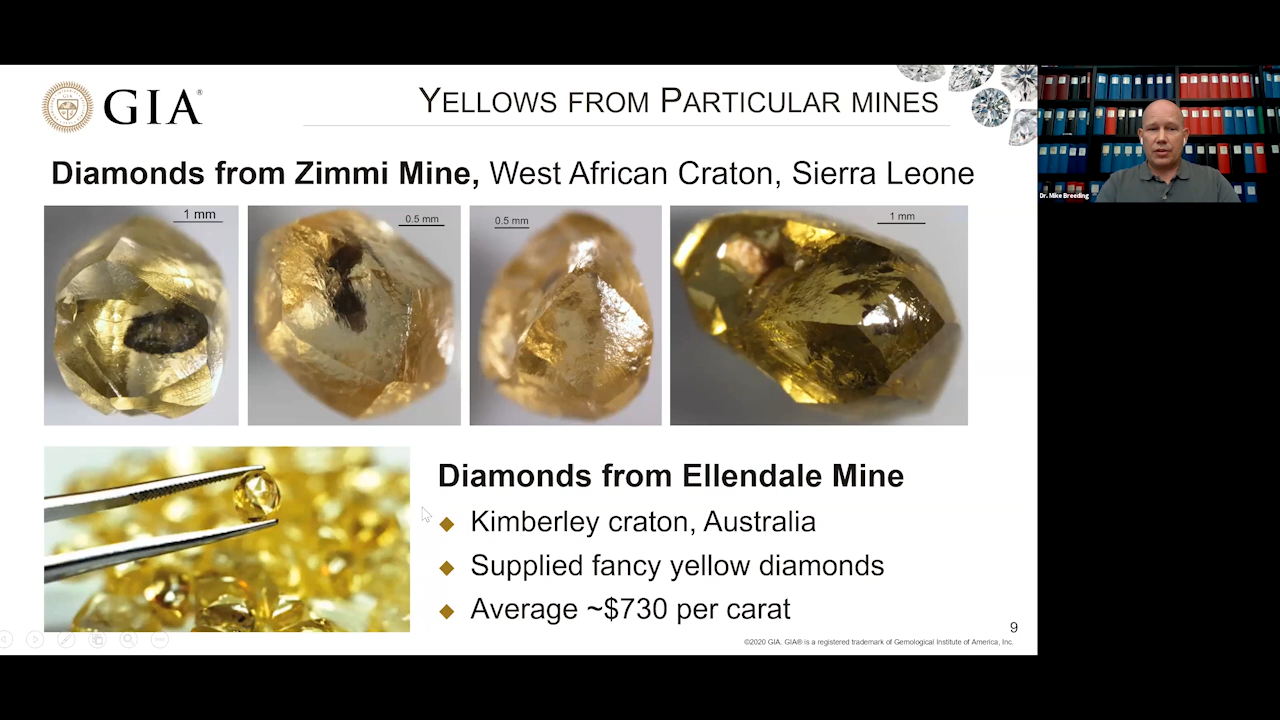 GIA®
YELLOWS FROM PARTICULAR MINES
Diamonds from Zimmi Mine, West African Craton, Sierra Leone
1 mm
0.5 mm
0.5 mm
1 mm
Dr. Mike Breeding
Diamonds from Ellendale Mine
Kimberley craton, Australia
Supplied fancy yellow diamonds
Average ~$730 per carat
9
©2020 GIA. GIA® is a registered trademark of Gemological Institute of America, Inc.